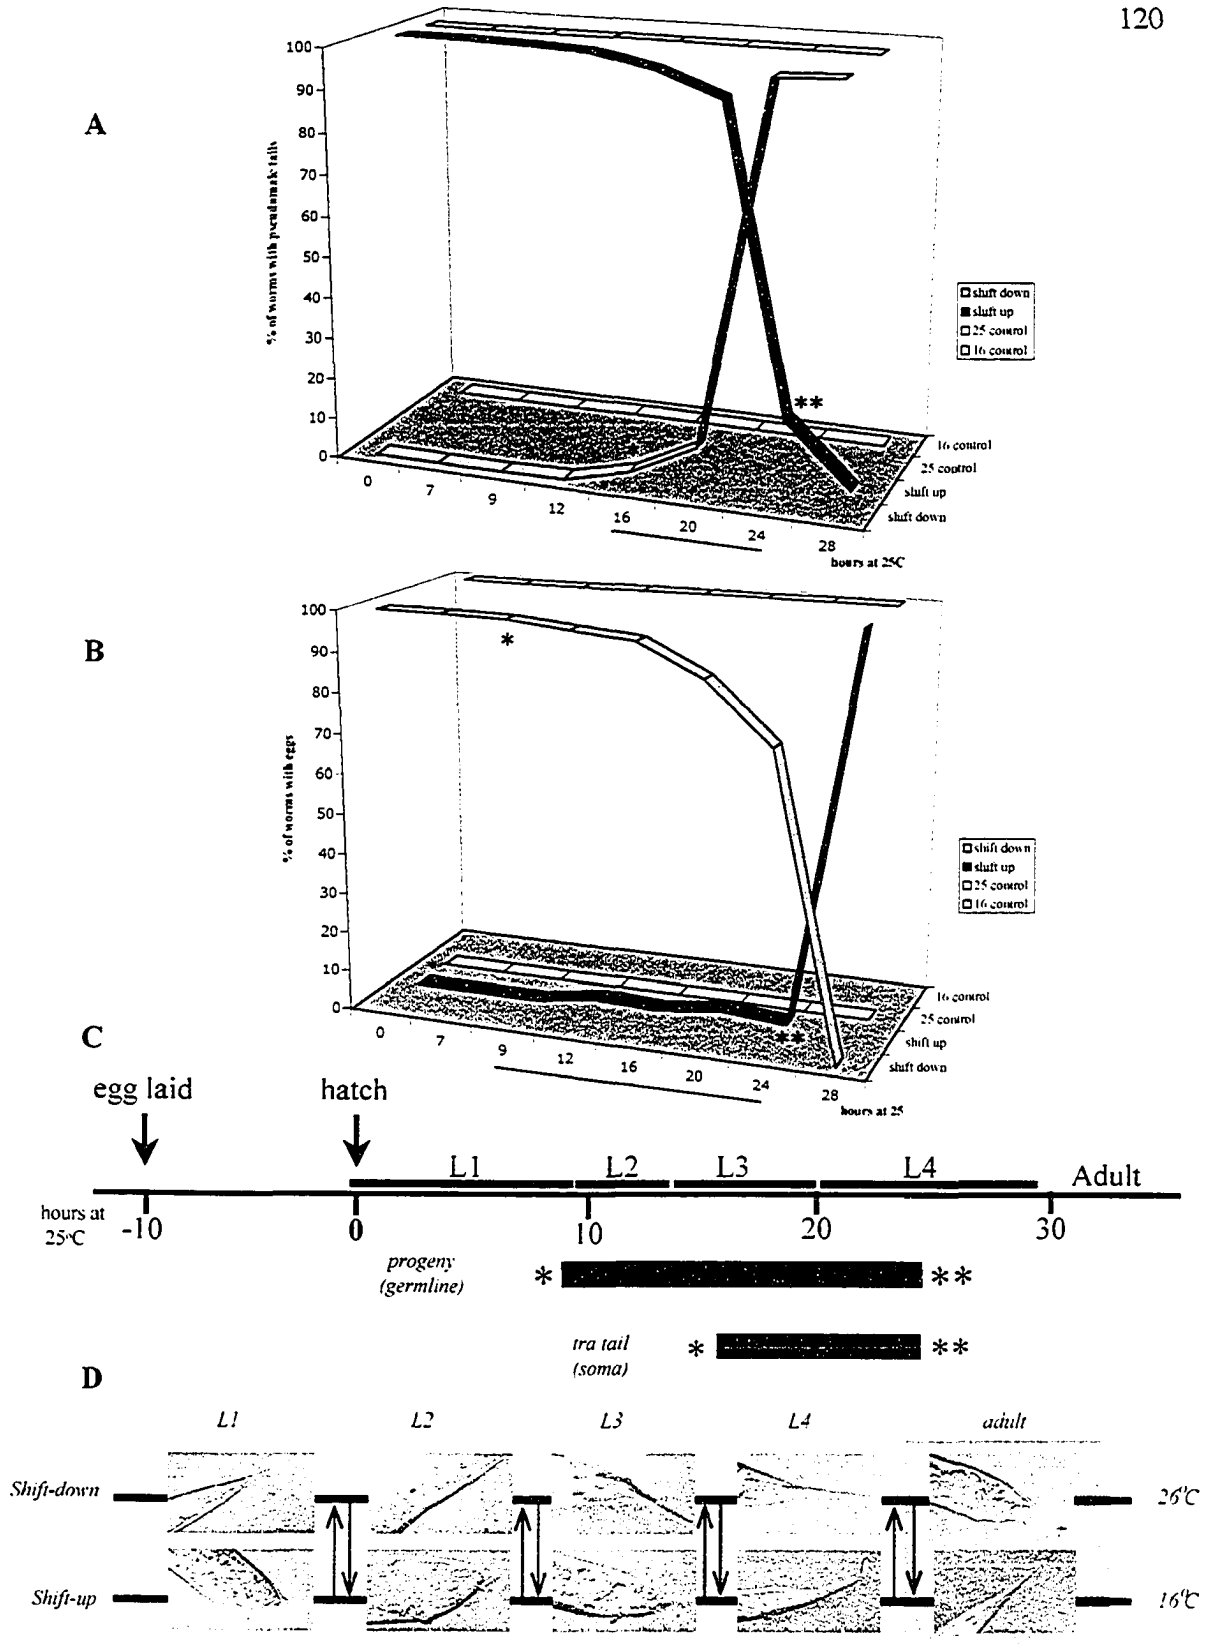 120
A
% of worms with pseudomale tails
100
90
80
70
60
50
40
30
20
10
0
**
0 7 9 12 16 20 24 28
hours at 25C
16 control
25 control
shift up
shift down
shift down
shift up
25 control
16 control
B
% of worms with eggs
100
90
80
70
60
50
40
30
20
10
0
*
**
0 7 9 12 16 20 24 28
hours at 25
16 control
25 control
shift up
shift down
shift down
shift up
25 control
16 control
C
egg laid hatch
L1 L2 L3 L4 Adult
hours at
25°C
-10 0 10 20 30
progeny
(germline)
* **
tra tail
(soma)
* **
D
L1 L2 L3 L4 adult
Shift-down 26°C
Shift-up 16°C